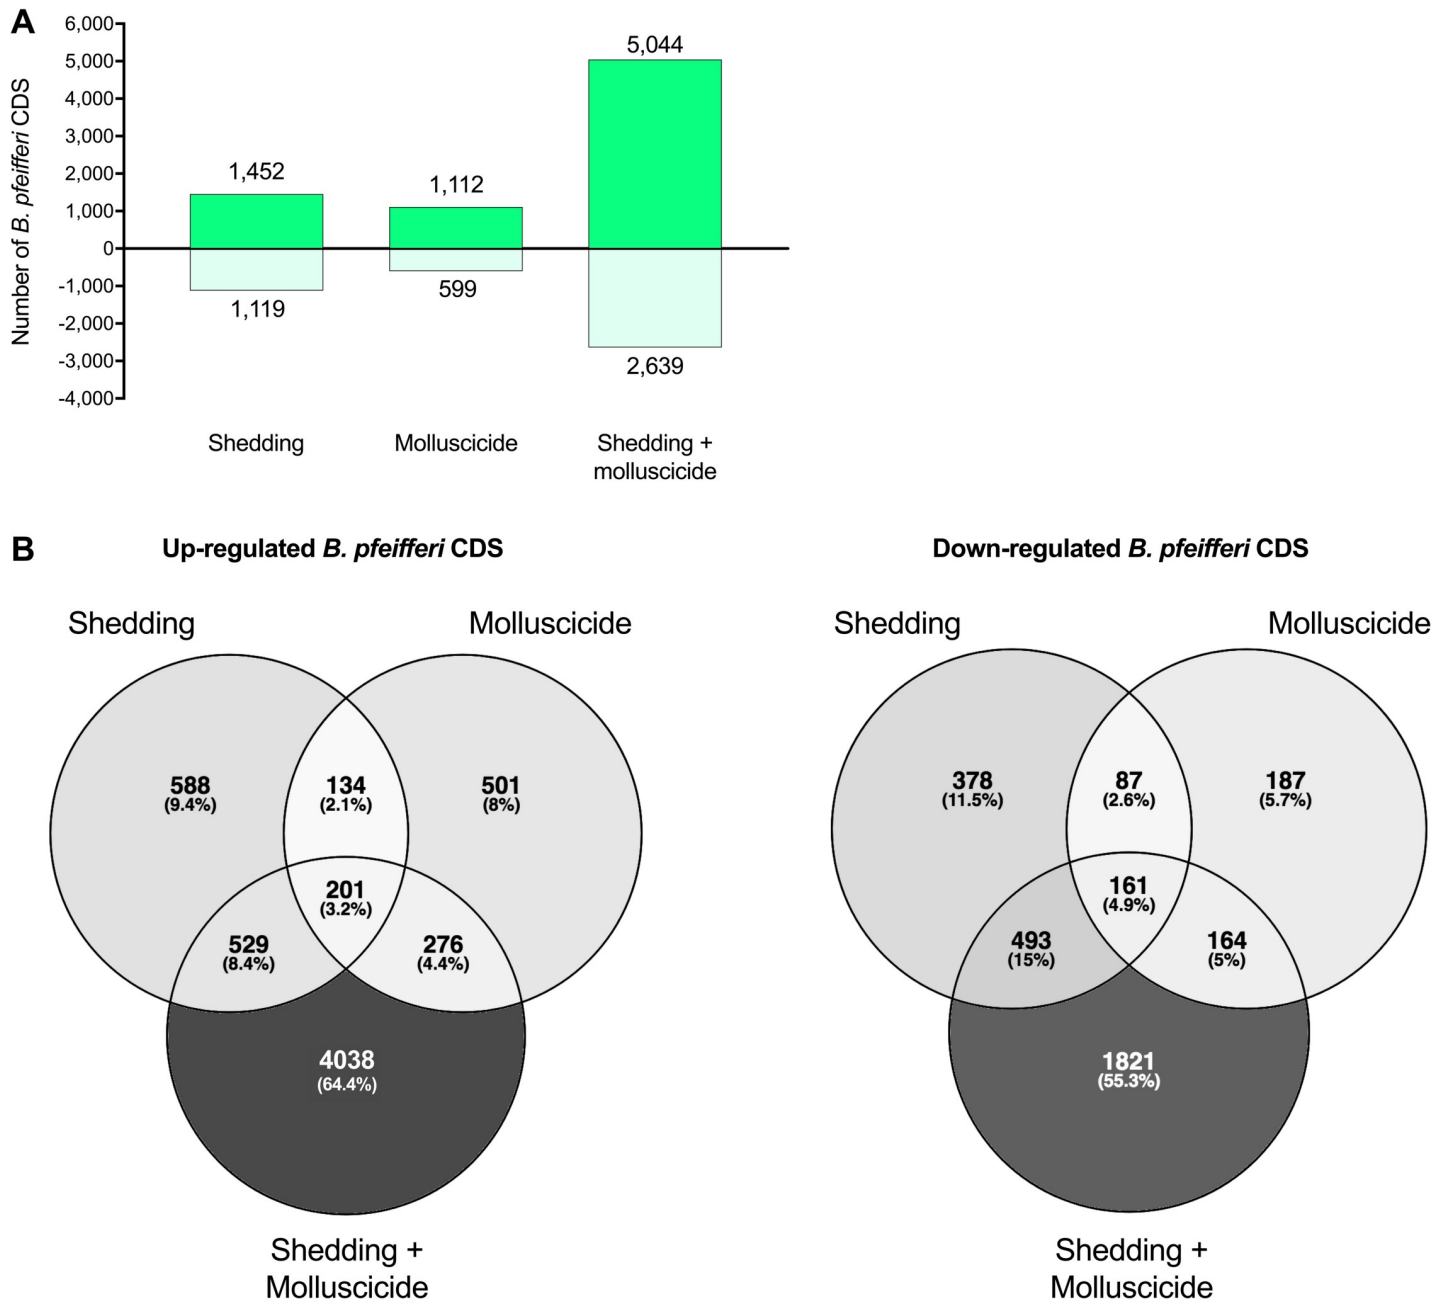 A
Number of B. pfeifferi CDS
6,000
5,000
4,000
3,000
2,000
1,000
0
-1,000
-2,000
-3,000
-4,000
1,452
1,119
1,112
599
5,044
2,639
Shedding
Molluscicide
Shedding +
molluscicide
B
Up-regulated B. pfeifferi CDS
Shedding
Molluscicide
588
(9.4%)
134
(2.1%)
501
(8%)
201
(3.2%)
529
(8.4%)
276
(4.4%)
4038
(64.4%)
Shedding +
Molluscicide
Down-regulated B. pfeifferi CDS
Shedding
Molluscicide
378
(11.5%)
87
(2.6%)
187
(5.7%)
161
(4.9%)
493
(15%)
164
(5%)
1821
(55.3%)
Shedding +
Molluscicide